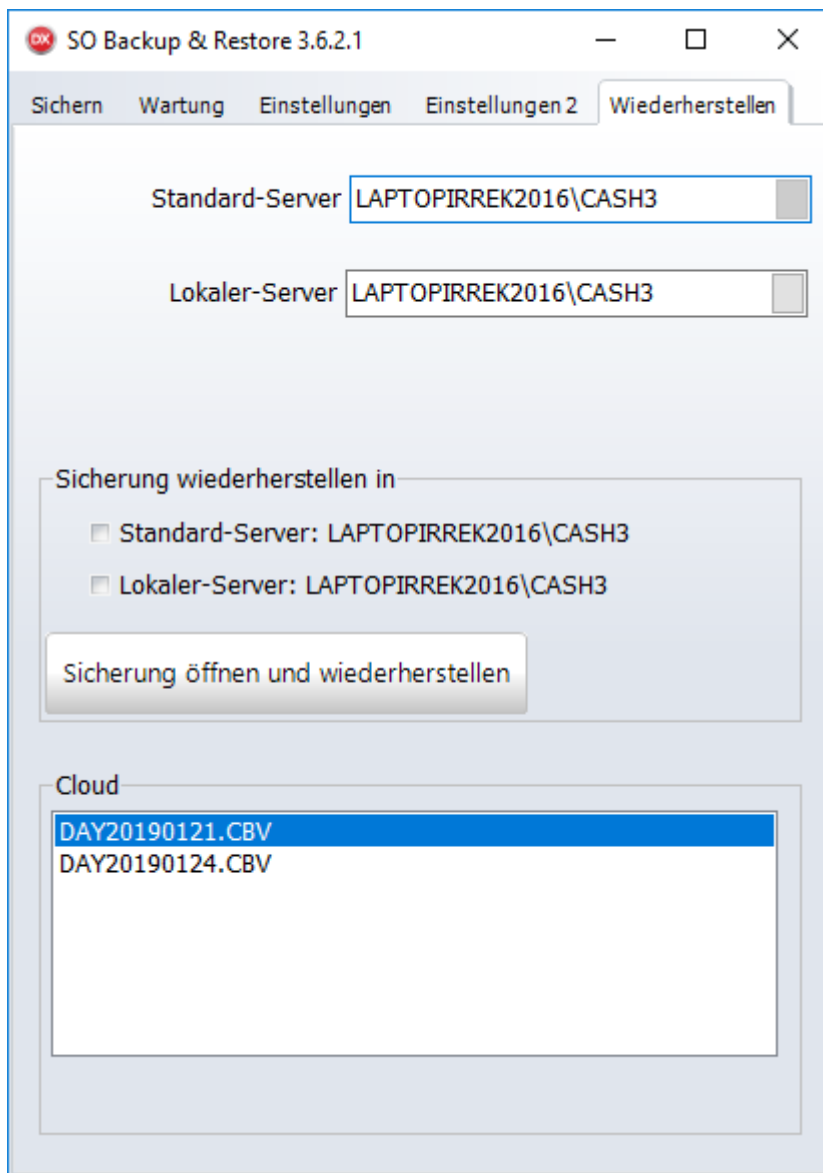 DX SO Backup & Restore 3.6.2.1
Sichern Wartung Einstellungen Einstellungen 2 Wiederherstellen
Standard-Server LAPTOPIRREK2016\CASH3
Lokaler-Server LAPTOPIRREK2016\CASH3
Sicherung wiederherstellen in
Standard-Server: LAPTOPIRREK2016\CASH3
Lokaler-Server: LAPTOPIRREK2016\CASH3
Sicherung öffnen und wiederherstellen
Cloud
DAY20190121.CBV
DAY20190124.CBV